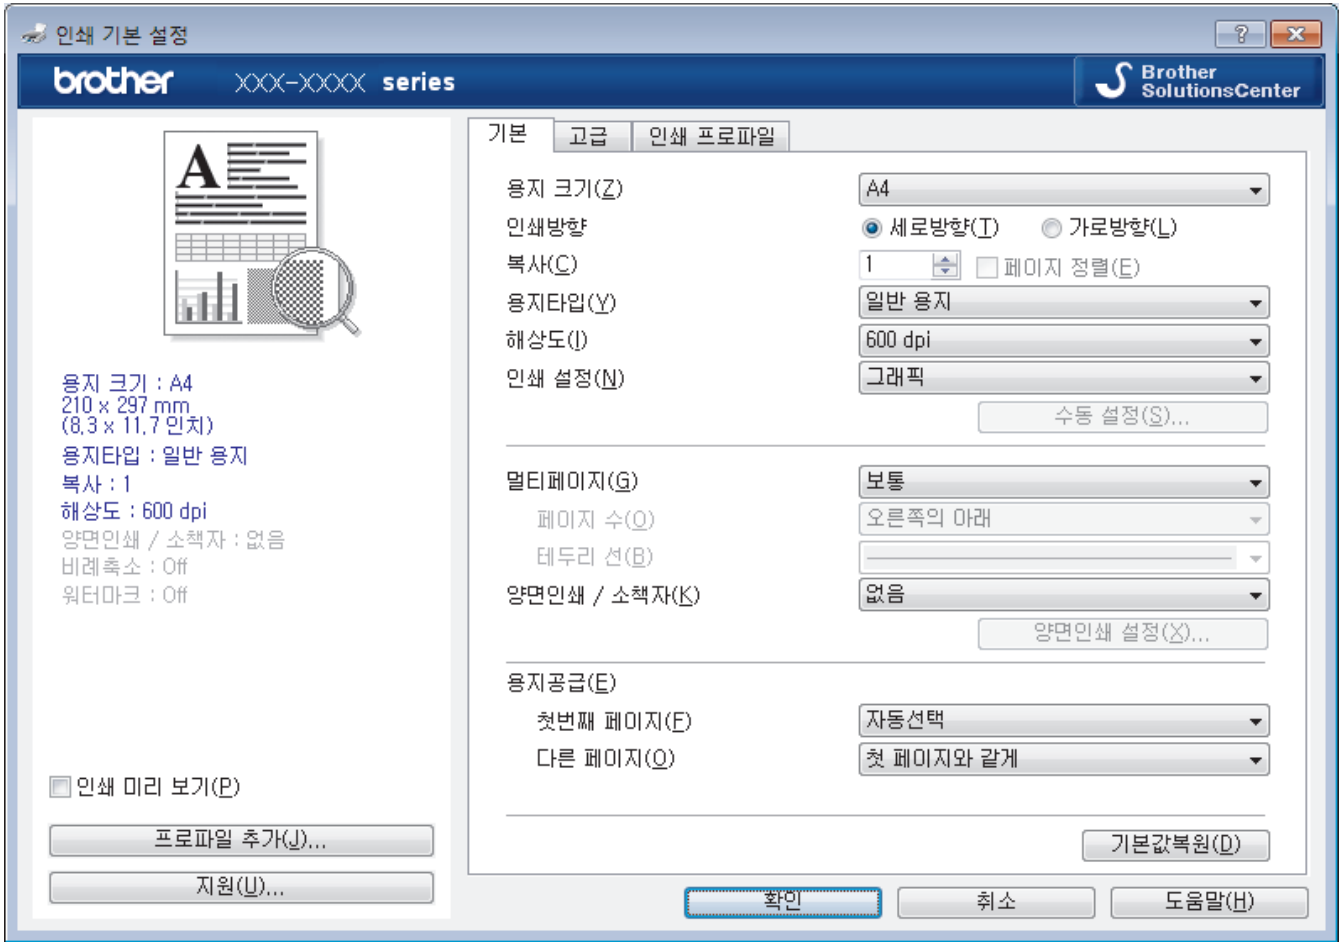 인쇄 기본 설정
brother XXX-XXXX series
Brother
SolutionsCenter
A
용지 크기 : A4
210 x 297 mm
(8.3 x 11.7 인치)
용지타입 : 일반 용지
복사 : 1
해상도 : 600 dpi
양면인쇄 / 소책자 : 없음
비례축소 : Off
워터마크 : Off
인쇄 미리 보기(P)
프로파일 추가(J)...
지원(U)...
기본 고급 인쇄 프로파일
용지 크기(Z) A4
인쇄방향 세로방향(T) 가로방향(L)
복사(C) 1 페이지 정렬(E)
용지타입(Y) 일반 용지
해상도(I) 600 dpi
인쇄 설정(N) 그래픽
수동 설정(S)...
멀티페이지(G) 보통
페이지 수(O) 오른쪽의 아래
테두리 선(B)
양면인쇄 / 소책자(K) 없음
양면인쇄 설정(X)...
용지공급(E)
첫번째 페이지(F) 자동선택
다른 페이지(O) 첫 페이지와 같게
기본값복원(D)
확인 취소 도움말(H)